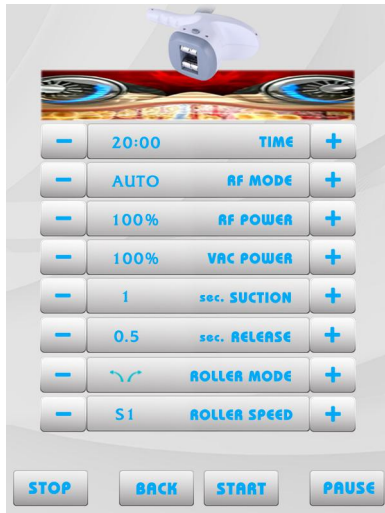 − 20:00 TIME +
− AUTO RF MODE +
− 100% RF POWER +
− 100% VAC POWER +
− 1 sec. SUCTION +
− 0.5 sec. RELEASE +
− ROLLER MODE +
− S1 ROLLER SPEED +
STOP BACK START PAUSE